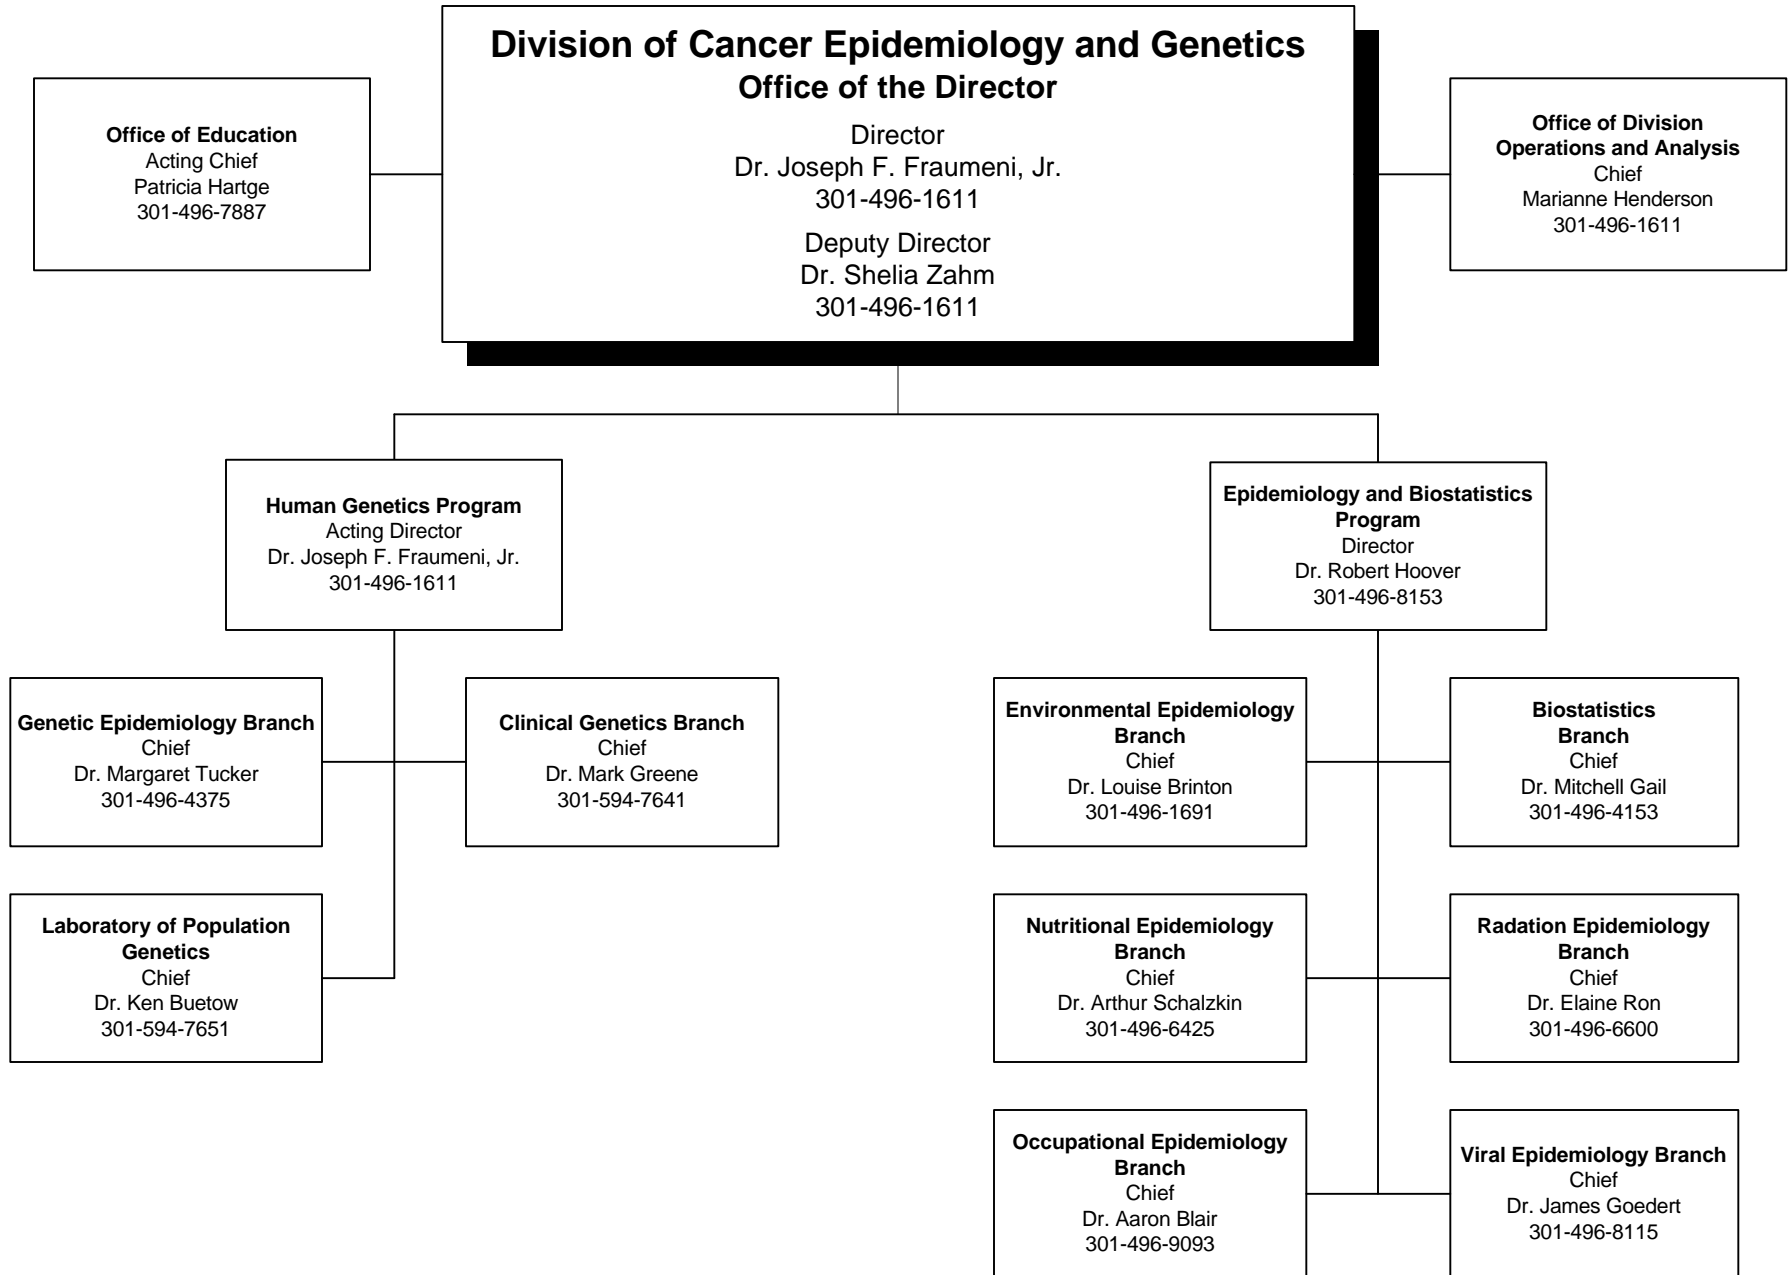 Division of Cancer Epidemiology and Genetics
Office of the Director
Director
Dr. Joseph F. Fraumeni, Jr.
301-496-1611
Deputy Director
Dr. Shelia Zahm
301-496-1611
Office of Education
Acting Chief
Patricia Hartge
301-496-7887
Office of Division
Operations and Analysis
Chief
Marianne Henderson
301-496-1611
Human Genetics Program
Acting Director
Dr. Joseph F. Fraumeni, Jr.
301-496-1611
Epidemiology and Biostatistics
Program
Director
Dr. Robert Hoover
301-496-8153
Genetic Epidemiology Branch
Chief
Dr. Margaret Tucker
301-496-4375
Clinical Genetics Branch
Chief
Dr. Mark Greene
301-594-7641
Laboratory of Population
Genetics
Chief
Dr. Ken Buetow
301-594-7651
Environmental Epidemiology
Branch
Chief
Dr. Louise Brinton
301-496-1691
Biostatistics
Branch
Chief
Dr. Mitchell Gail
301-496-4153
Nutritional Epidemiology
Branch
Chief
Dr. Arthur Schalzkin
301-496-6425
Radation Epidemiology
Branch
Chief
Dr. Elaine Ron
301-496-6600
Occupational Epidemiology
Branch
Chief
Dr. Aaron Blair
301-496-9093
Viral Epidemiology Branch
Chief
Dr. James Goedert
301-496-8115